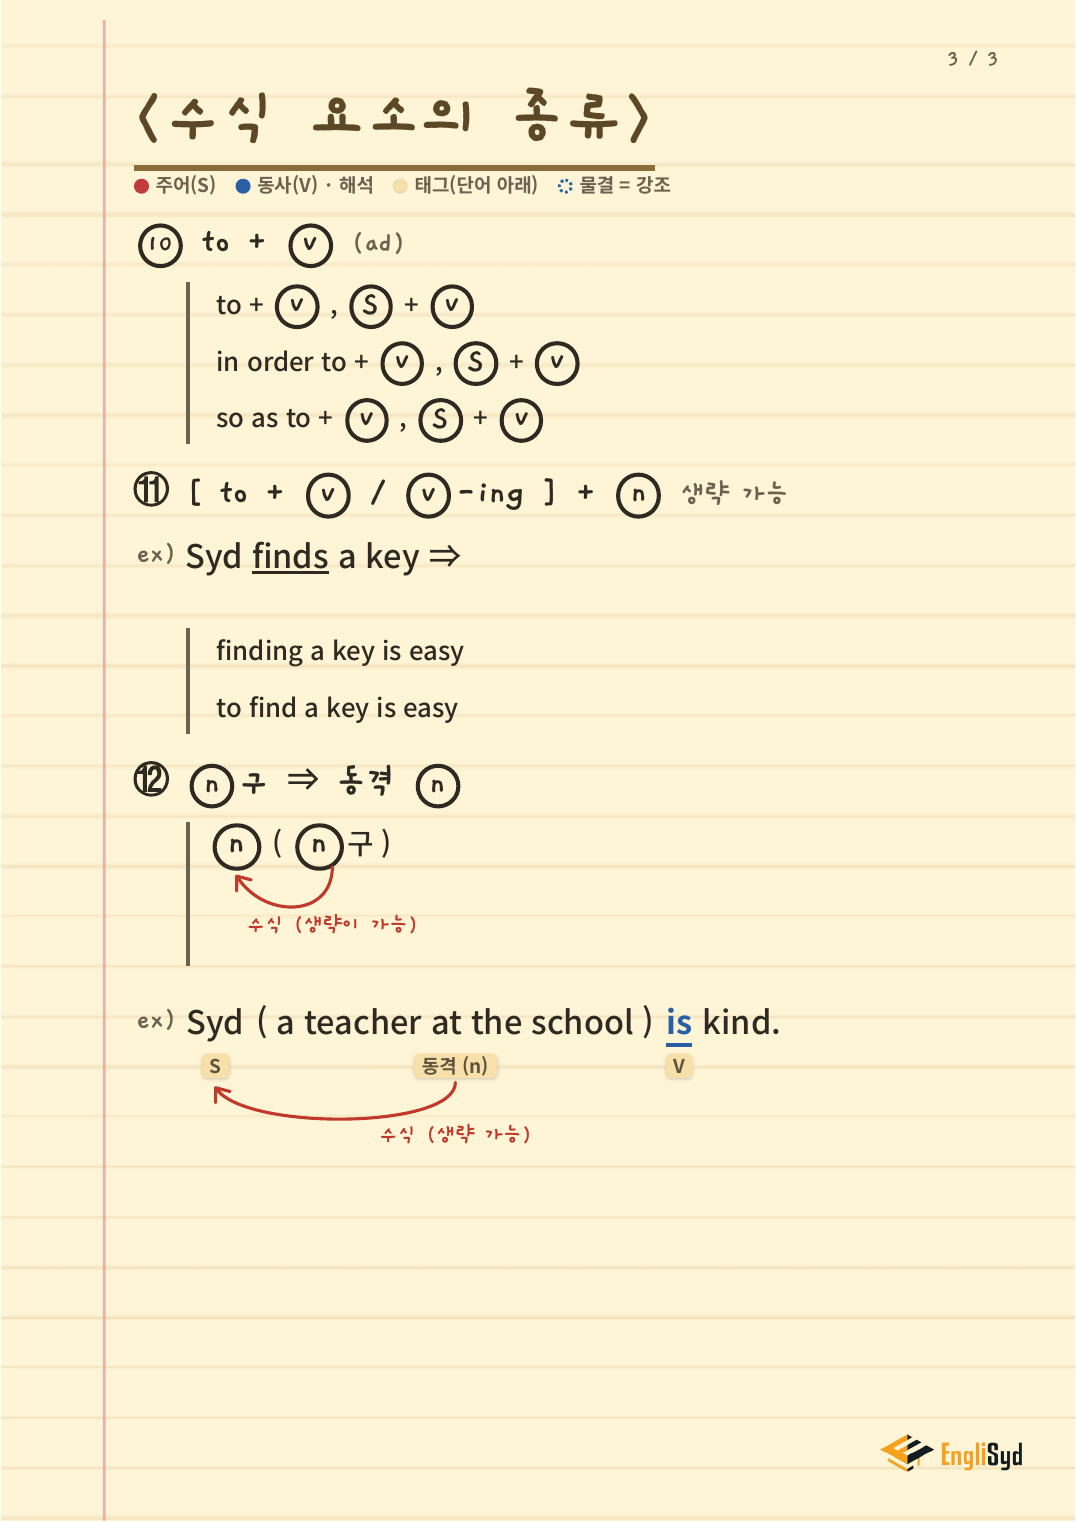 3 / 3
<수식 요소의 종류>
주어(S) 동사(V) · 해석 태그(단어 아래) 물결 = 강조
⑩ to + ⓥ (ad)
to + ⓥ , Ⓢ + ⓥ
in order to + ⓥ , Ⓢ + ⓥ
so as to + ⓥ , Ⓢ + ⓥ
⑪ [ to + ⓥ / ⓥ-ing ] + ⓝ 생략 가능
ex) Syd finds a key ⇒
finding a key is easy
to find a key is easy
⑫ ⓝ구 ⇒ 동격 ⓝ
ⓝ ( ⓝ구 )
수식 (생략이 가능)
ex) Syd ( a teacher at the school ) is kind.
S 동격 (n) V
수식 (생략 가능)
EngliSyd